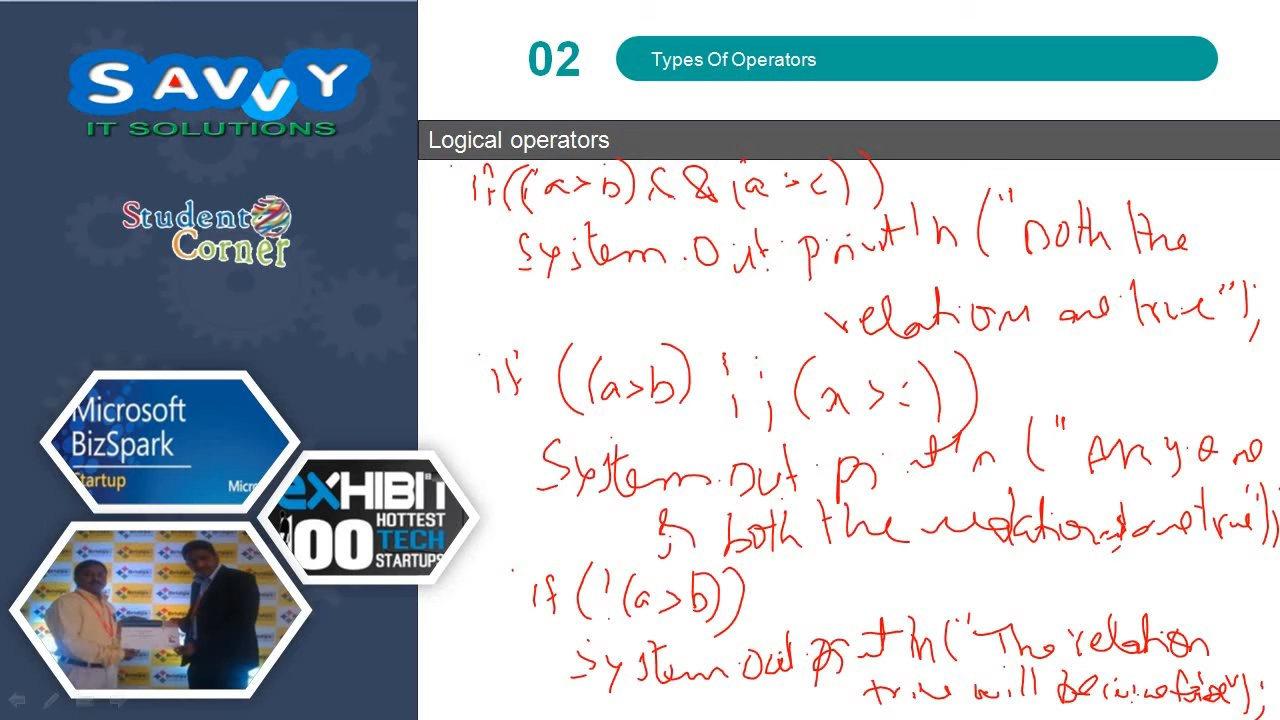 SAVVY
IT SOLUTIONS
Student
Corner
Microsoft
BizSpark
Startup
Micros
eXHIBIT
100
HOTTEST
TECH
STARTUPS
02
Types Of Operators
Logical operators
if((a>b) && (a>c))
System.out.println("Both the
relation are true");
if ((a>b) || (a>c))
System.out.println("Any one
both the relations are true");
if (!(a>b))
System.out.println("The relation
true will be